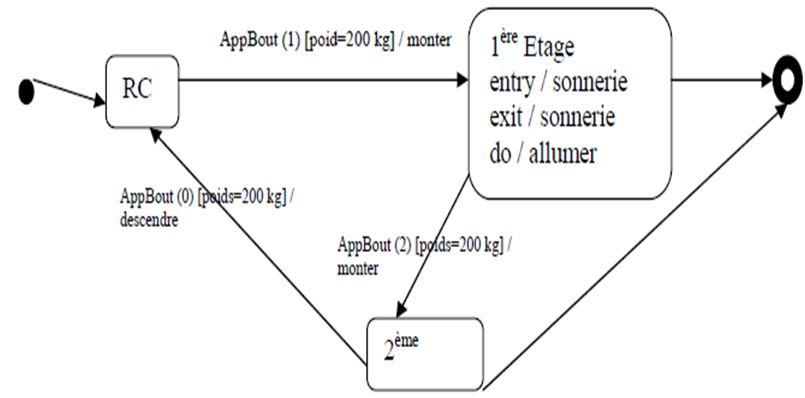 AppBout (1) [poid=200 kg] / monter
RC
1ère Etage
entry / sonnerie
exit / sonnerie
do / allumer
AppBout (0) [poids=200 kg] /
descendre
AppBout (2) [poids=200 kg] /
monter
2ème